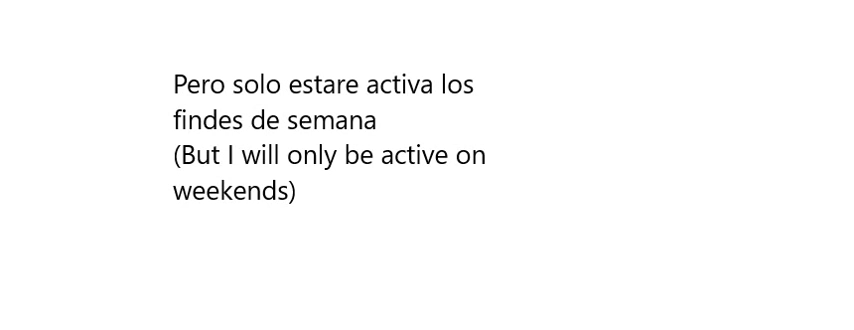 Pero solo estare activa los
findes de semana
(But I will only be active on
weekends)